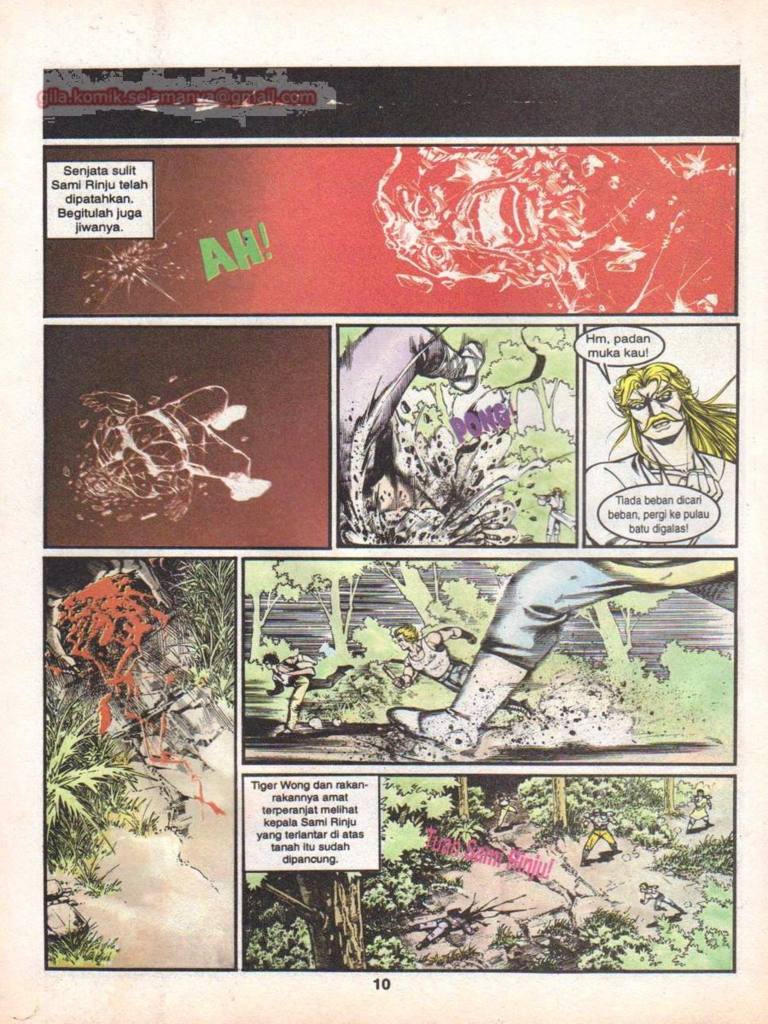 gila.komik.selamanya@gmail.com
Senjata sulit
Sami Rinju telah
dipatahkan.
Begitulah juga
jiwanya.
AH!
PONG!
Hm, padan
muka kau!
Tiada beban dicari
beban, pergi ke pulau
batu digalas!
Tiger Wong dan rakan-
rakannya amat
terperanjat melihat
kepala Sami Rinju
yang terlantar di atas
tanah itu sudah
dipancung.
Tuan Sami Rinju!
10